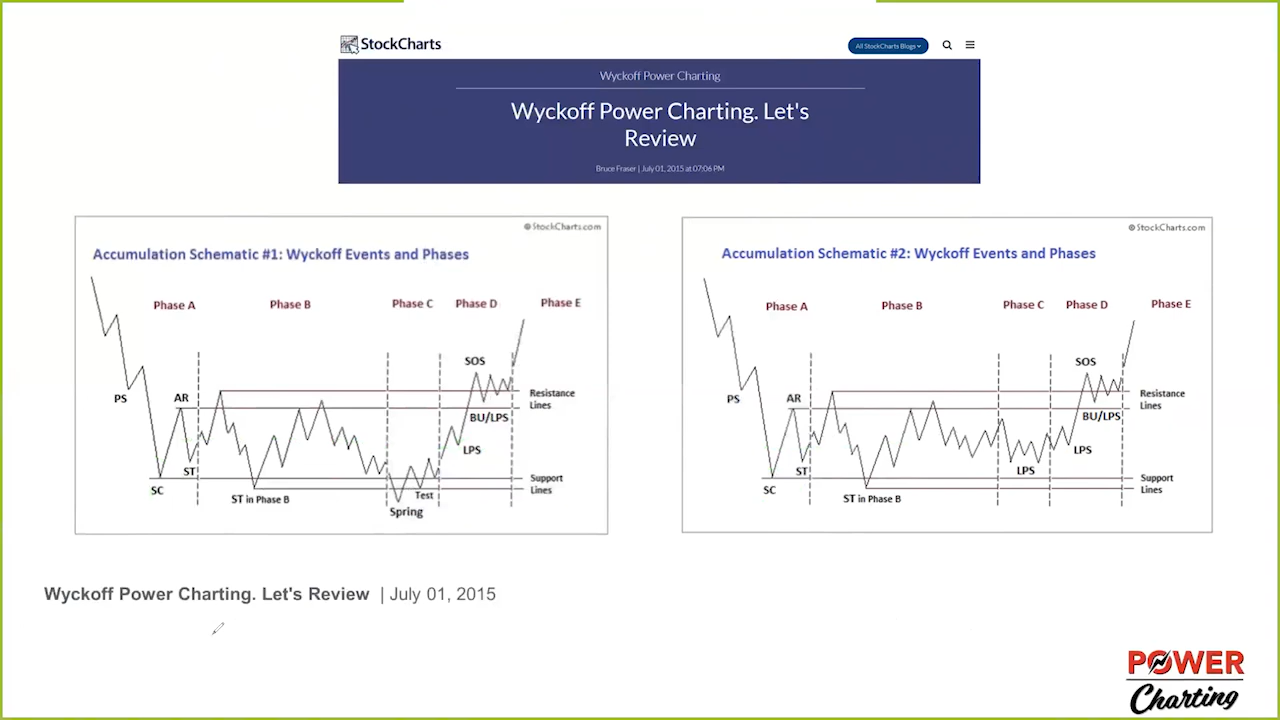 StockCharts
All StockCharts Blogs
Wyckoff Power Charting
Wyckoff Power Charting. Let's
Review
Bruce Fraser | July 01, 2015 at 07:06 PM
© StockCharts.com
Accumulation Schematic #1: Wyckoff Events and Phases
Phase A
Phase B
Phase C
Phase D
Phase E
PS
AR
SC
ST
ST in Phase B
Spring
Test
SOS
BU/LPS
LPS
Resistance
Lines
Support
Lines
© StockCharts.com
Accumulation Schematic #2: Wyckoff Events and Phases
Phase A
Phase B
Phase C
Phase D
Phase E
PS
AR
SC
ST
ST in Phase B
LPS
SOS
BU/LPS
LPS
Resistance
Lines
Support
Lines
Wyckoff Power Charting. Let's Review | July 01, 2015
POWER
Charting